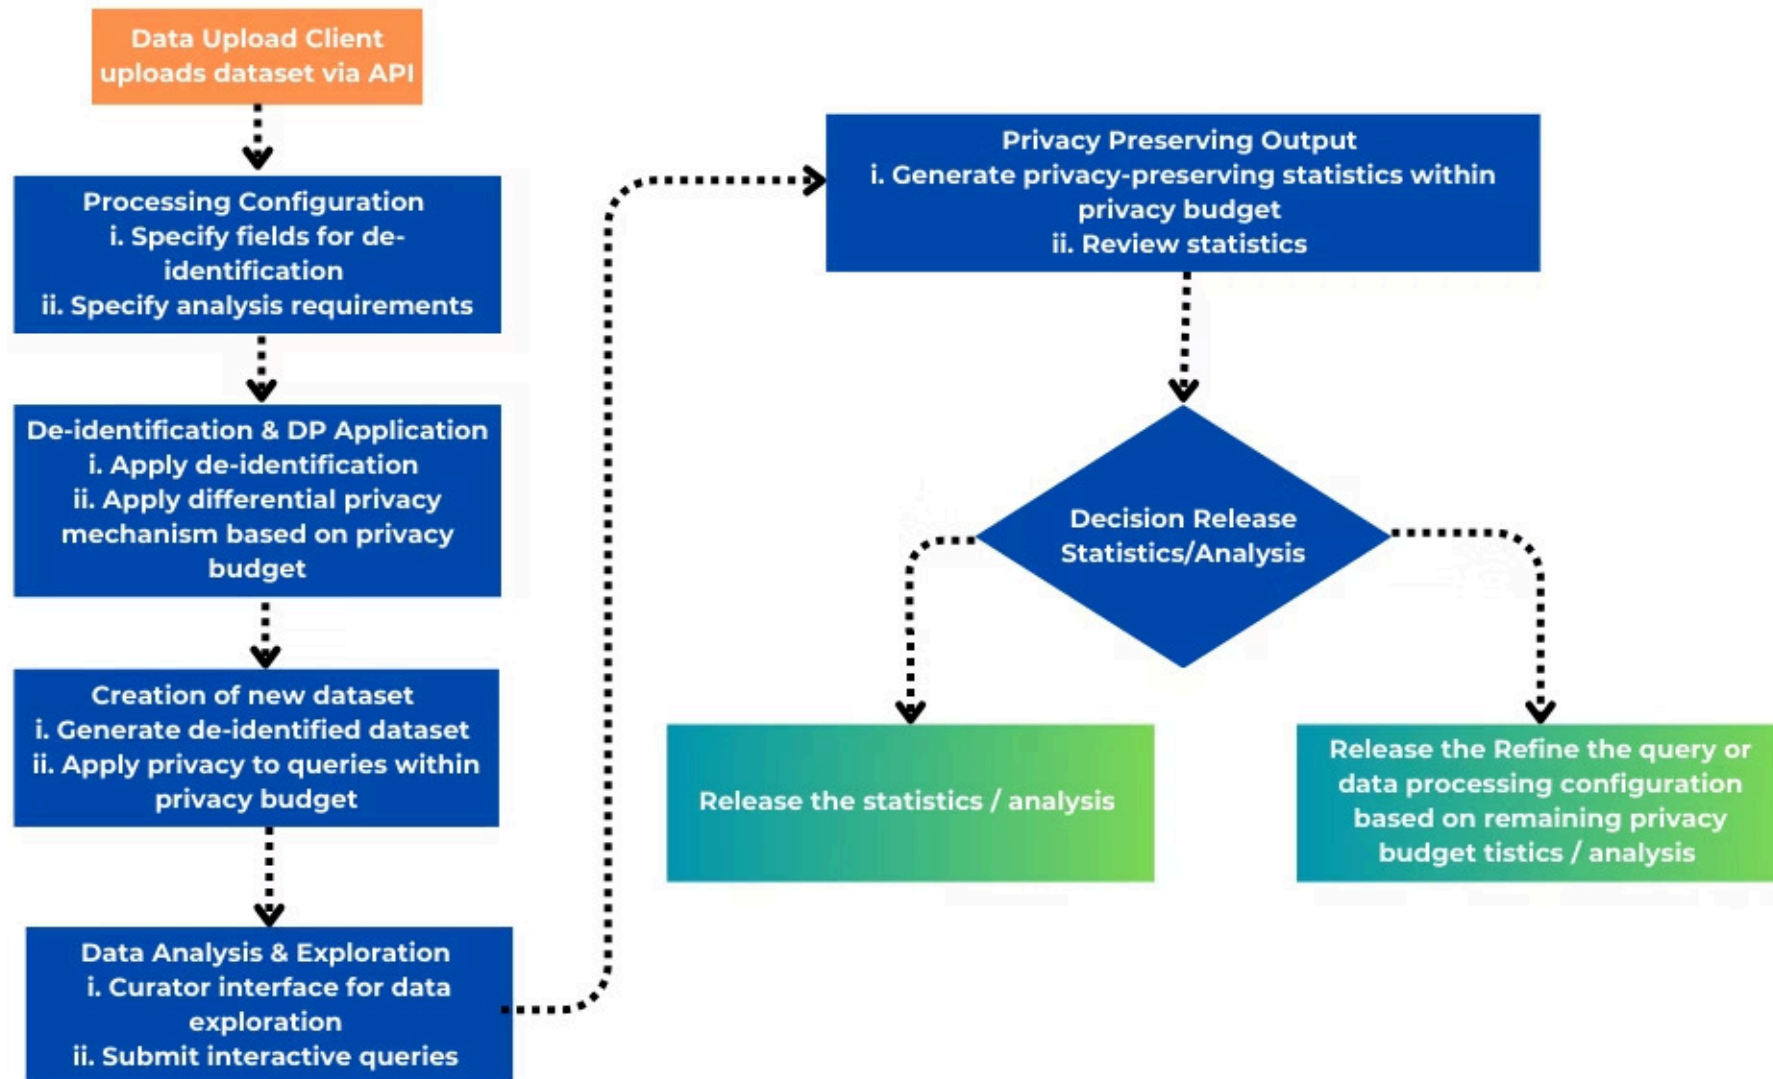 Data Upload Client
uploads dataset via API
Processing Configuration
i. Specify fields for de-
identification
ii. Specify analysis requirements
De-identification & DP Application
i. Apply de-identification
ii. Apply differential privacy
mechanism based on privacy
budget
Creation of new dataset
i. Generate de-identified dataset
ii. Apply privacy to queries within
privacy budget
Data Analysis & Exploration
i. Curator interface for data
exploration
ii. Submit interactive queries
Privacy Preserving Output
i. Generate privacy-preserving statistics within
privacy budget
ii. Review statistics
Decision Release
Statistics/Analysis
Release the statistics / analysis
Release the Refine the query or
data processing configuration
based on remaining privacy
budget tistics / analysis